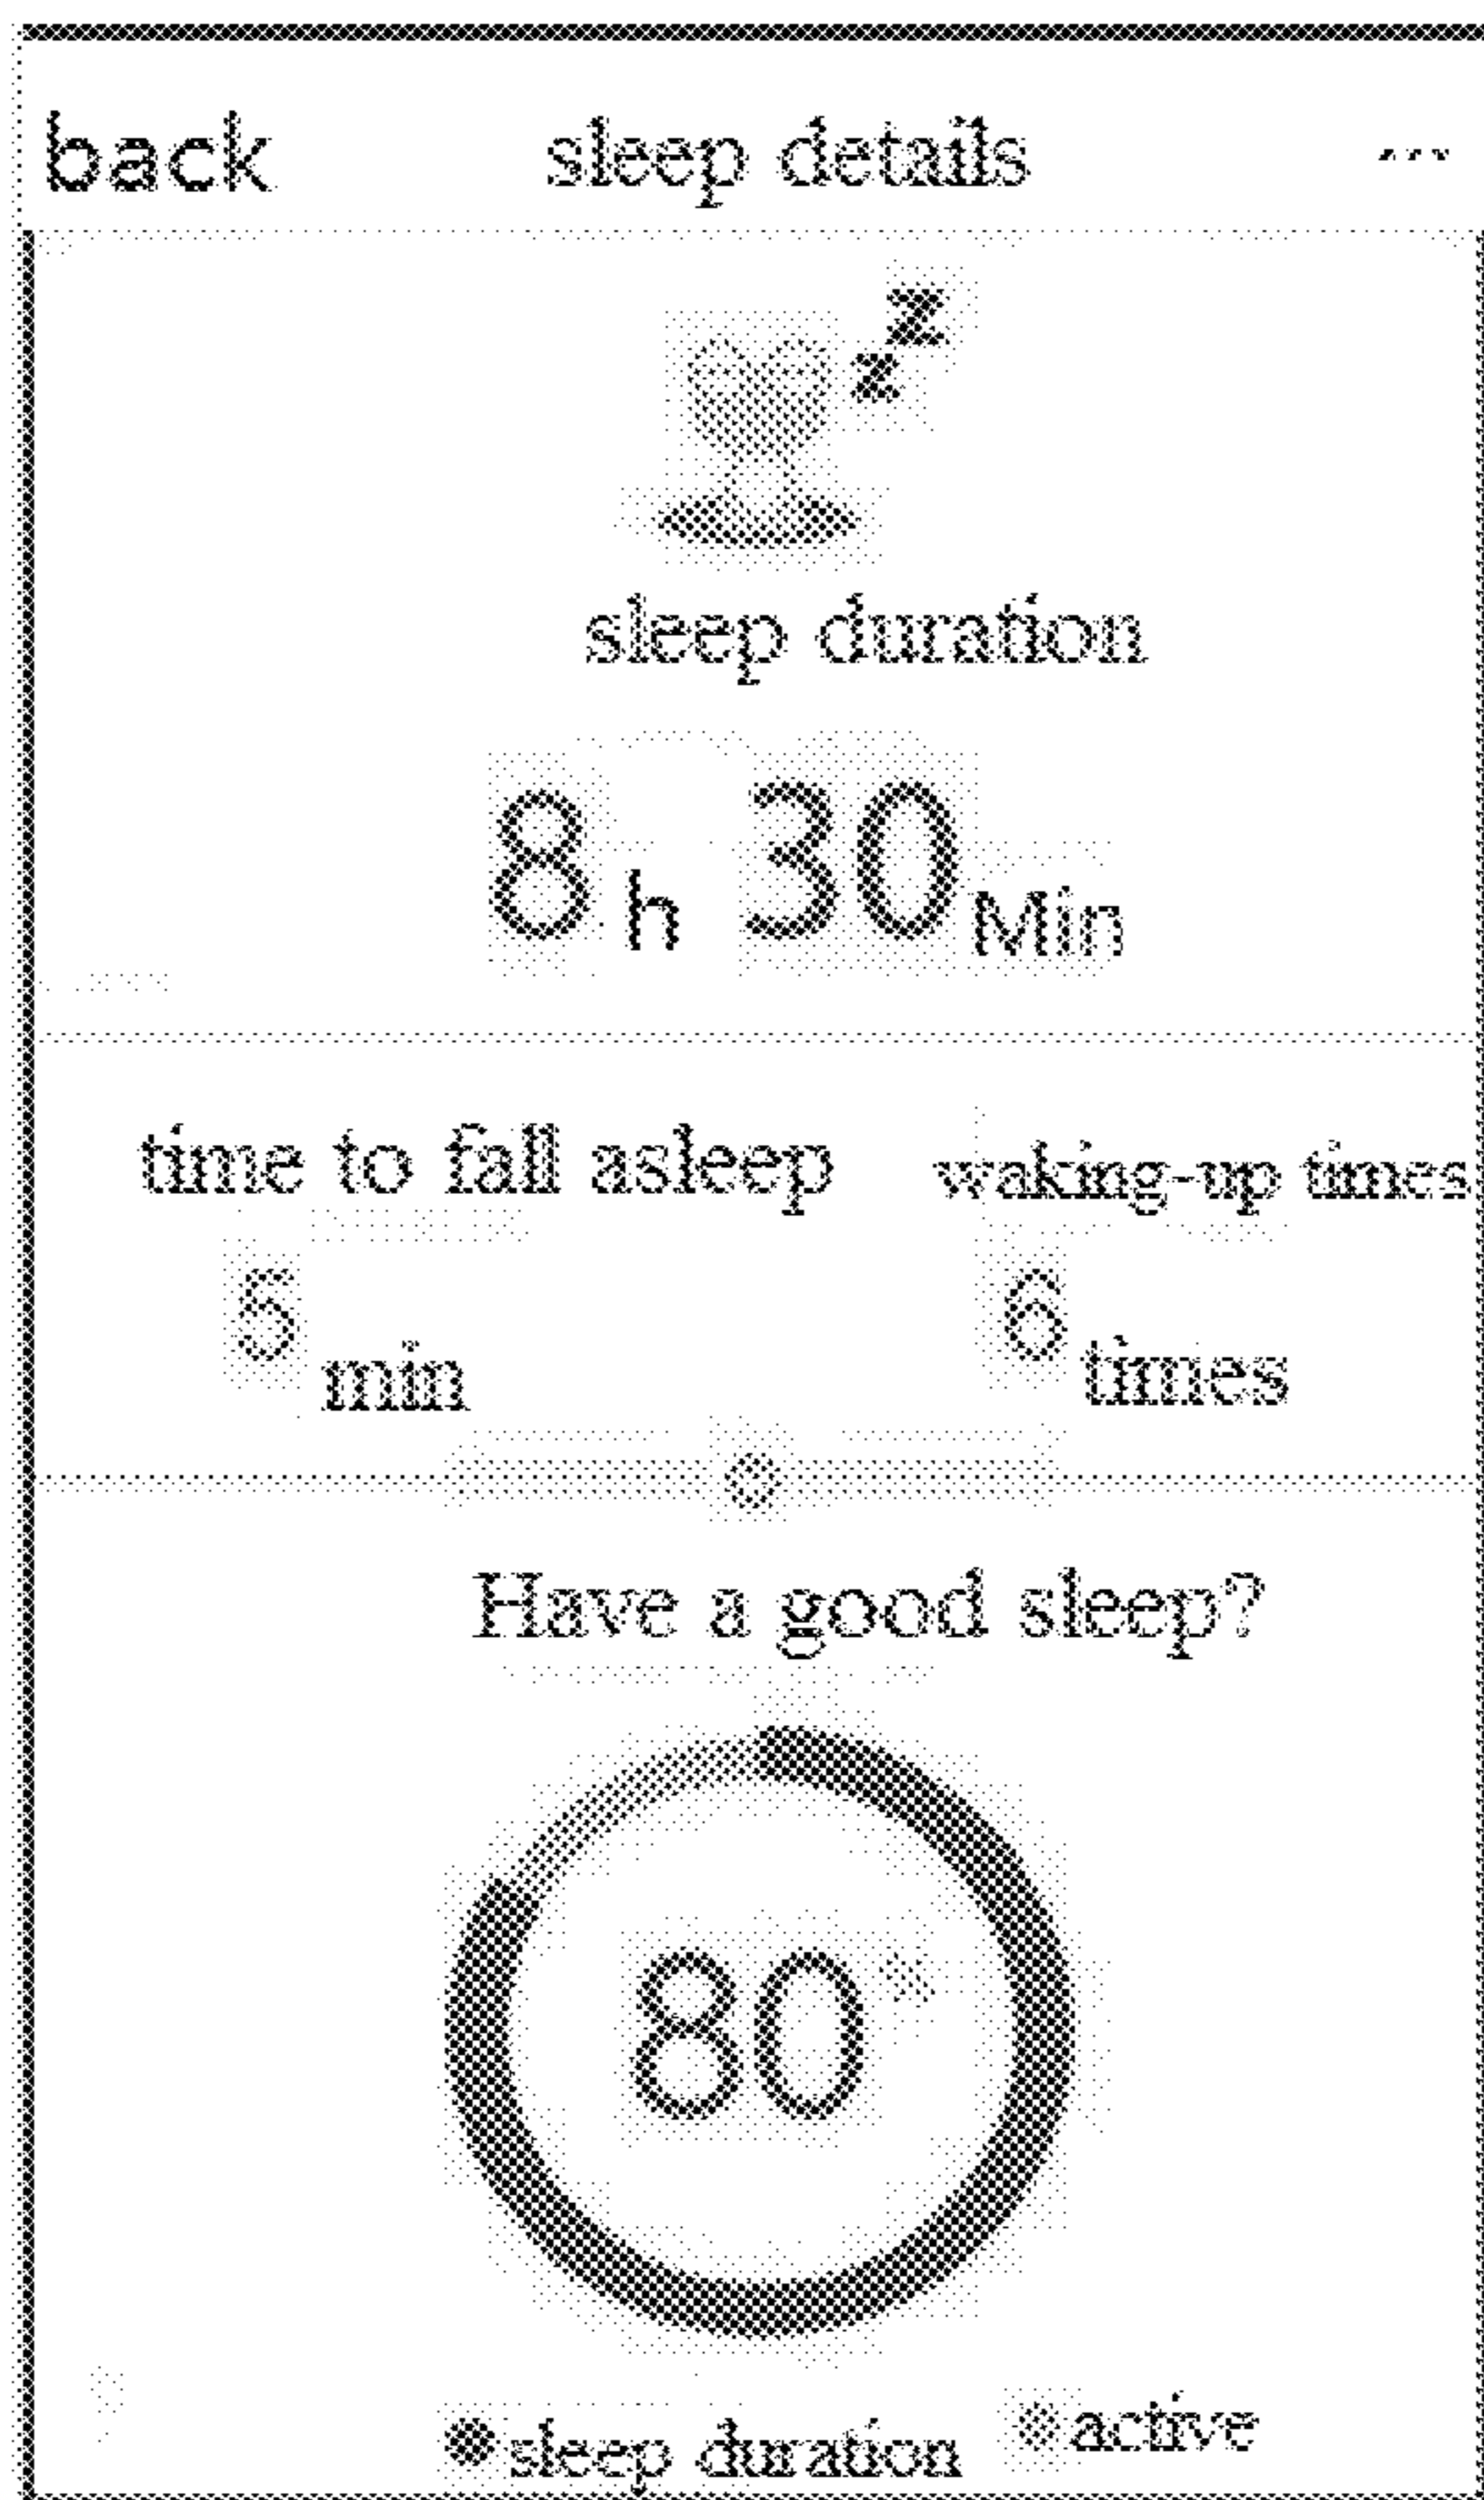 back sleep details ...
z
z
sleep duration
8 h 30 Min
time to fall asleep waking-up times
5 min 6 times
Have a good sleep?
80%
sleep duration active